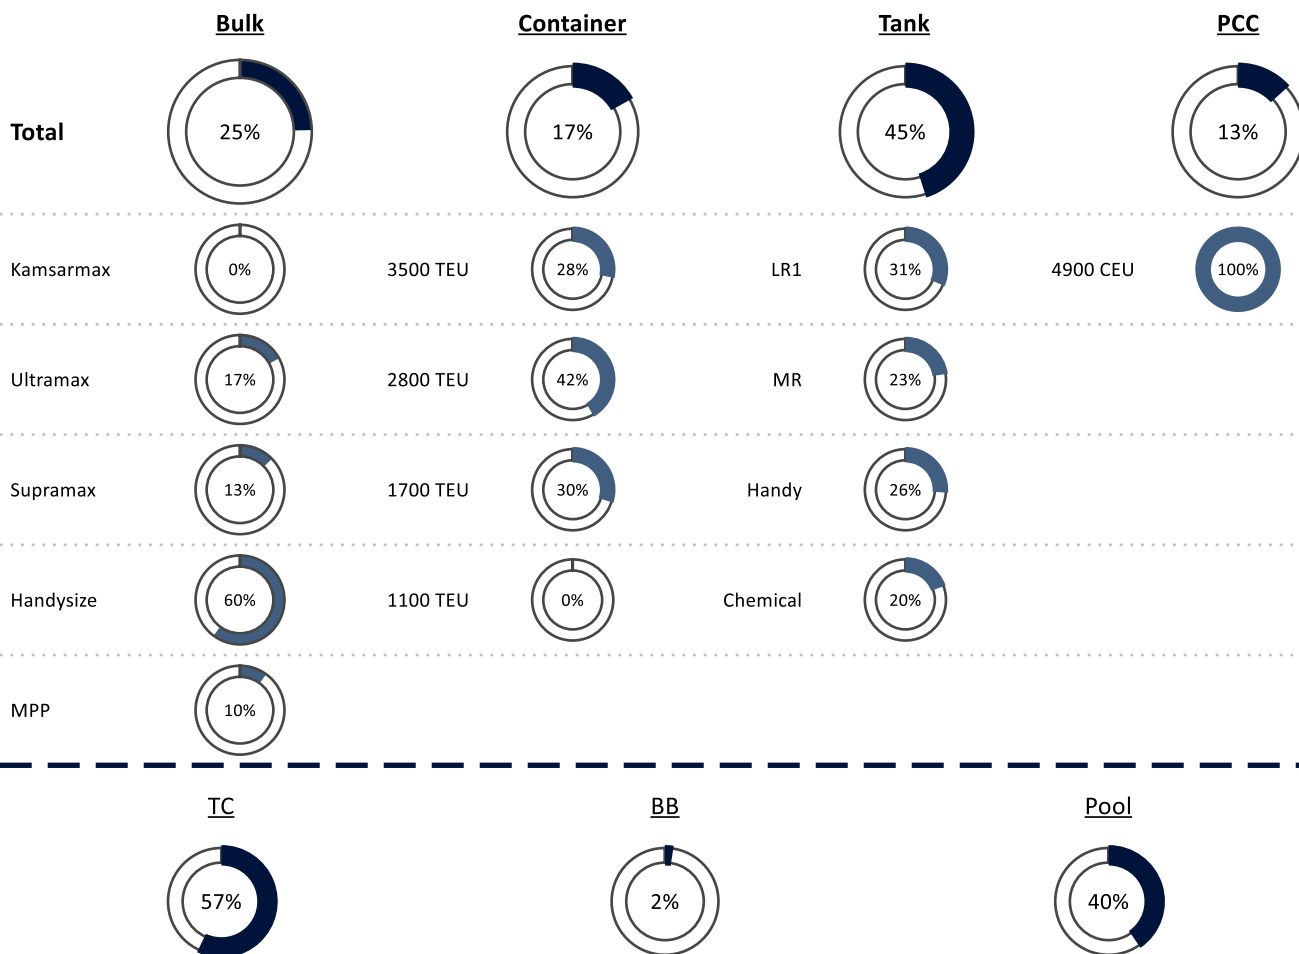 Bulk Container Tank PCC
Total 25% 17% 45% 13%
Kamsarmax 0% 3500 TEU 28% LR1 31% 4900 CEU 100%
Ultramax 17% 2800 TEU 42% MR 23%
Supramax 13% 1700 TEU 30% Handy 26%
Handysize 60% 1100 TEU 0% Chemical 20%
MPP 10%
TC BB Pool
57% 2% 40%